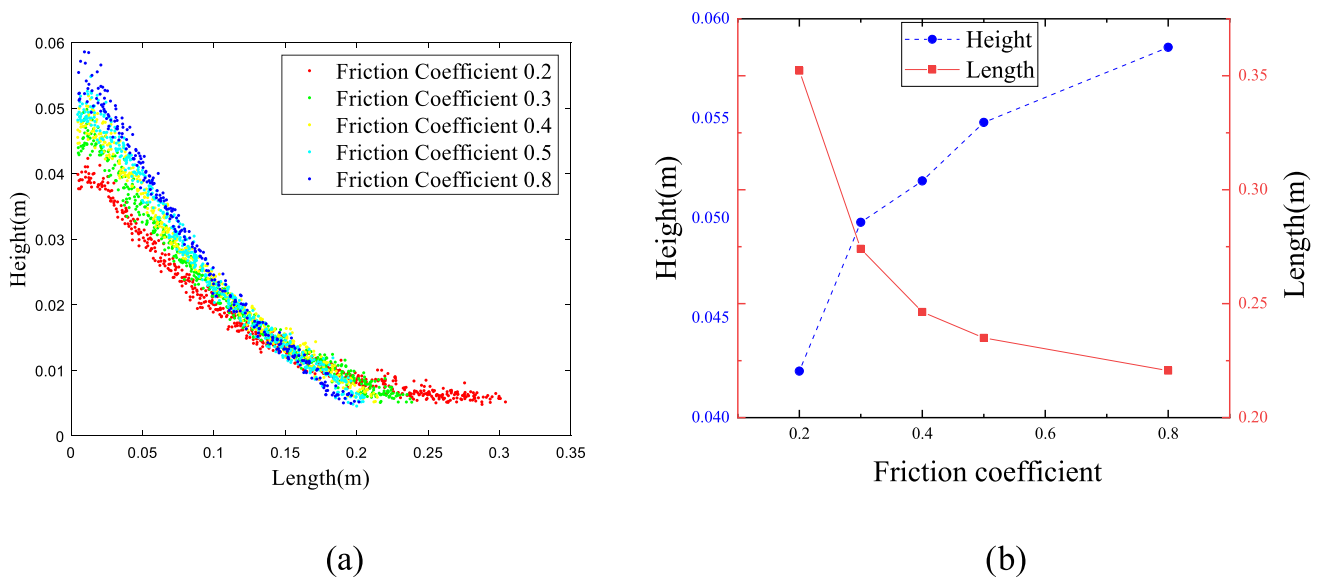 (a)
0.06
0.05
0.04
0.03
0.02
0.01
0
Height(m)
0 0.05 0.1 0.15 0.2 0.25 0.3 0.35
Length(m)
Friction Coefficient 0.2
Friction Coefficient 0.3
Friction Coefficient 0.4
Friction Coefficient 0.5
Friction Coefficient 0.8
(b)
0.060
0.055
0.050
0.045
0.040
Height(m)
Height
Length
0.35
0.30
0.25
0.20
Length(m)
0.2 0.4 0.6 0.8
Friction coefficient